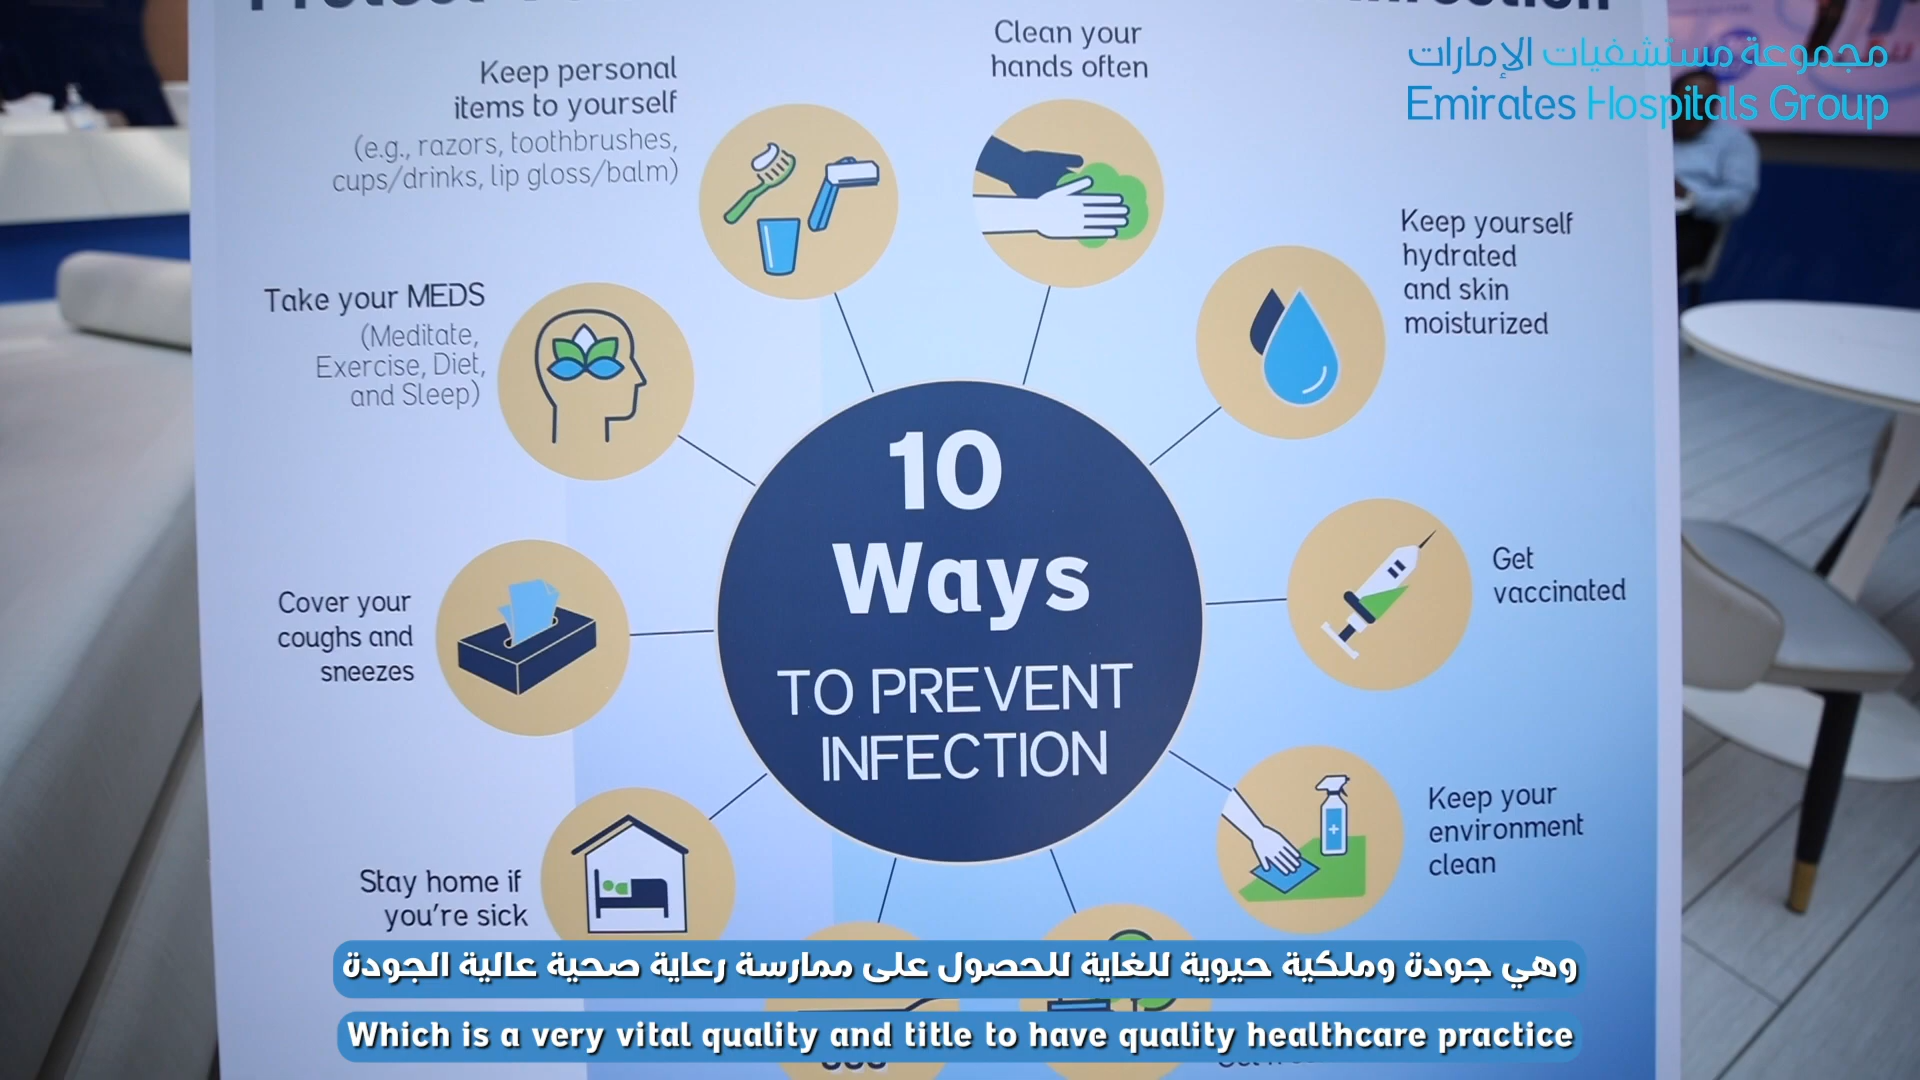 مجموعة مستشفيات الإمارات
Emirates Hospitals Group
Clean your
hands often
Keep personal
items to yourself
(e.g., razors, toothbrushes,
cups/drinks, lip gloss/balm)
Keep yourself
hydrated
and skin
moisturized
Take your MEDS
(Meditate,
Exercise, Diet,
and Sleep)
10
Ways
TO PREVENT
INFECTION
Get
vaccinated
Cover your
coughs and
sneezes
Keep your
environment
clean
Stay home if
you're sick
وهي جودة وملكية حيوية للغاية للحصول على ممارسة رعاية صحية عالية الجودة
Which is a very vital quality and title to have quality healthcare practice